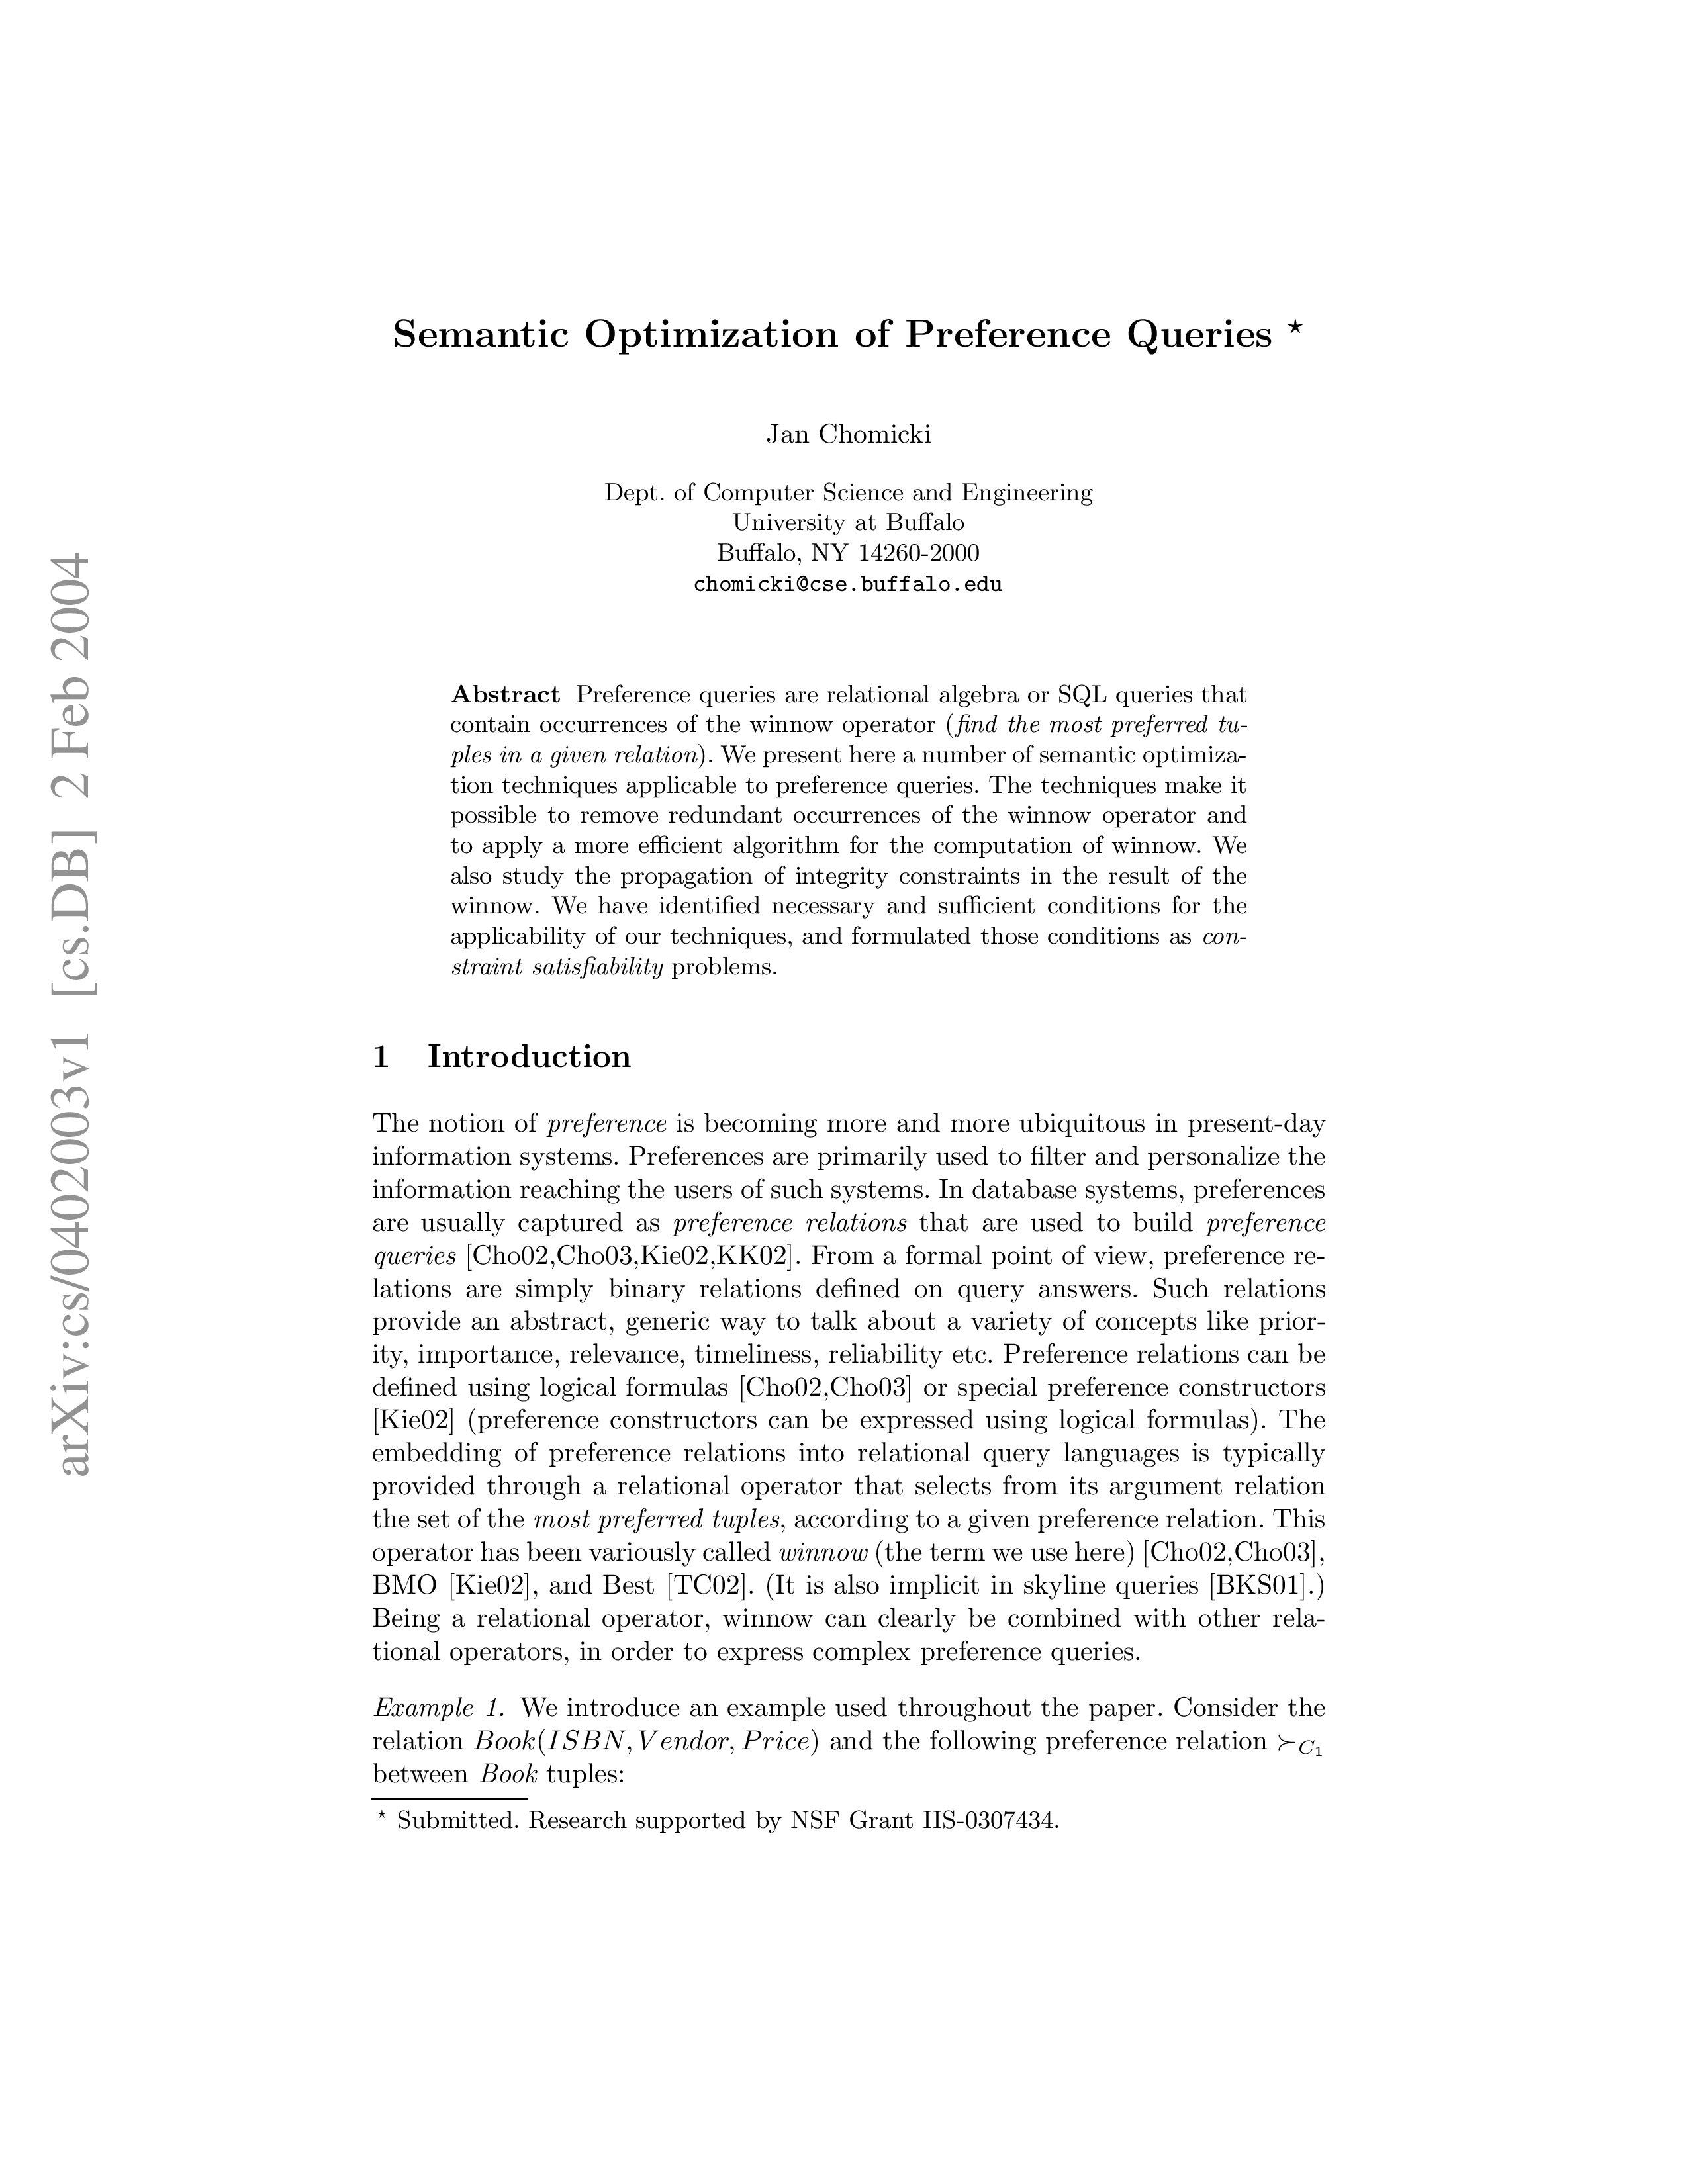 Semantic Optimization of Preference Queries ⋆
Jan Chomicki
Dept. of Computer Science and Engineering
University at Buffalo
Buffalo, NY 14260-2000
chomicki@cse.buffalo.edu
Abstract Preference queries are relational algebra or SQL queries that
contain occurrences of the winnow operator (find the most preferred tu-
ples in a given relation). We present here a number of semantic optimiza-
tion techniques applicable to preference queries. The techniques make it
possible to remove redundant occurrences of the winnow operator and
to apply a more efficient algorithm for the computation of winnow. We
also study the propagation of integrity constraints in the result of the
winnow. We have identified necessary and sufficient conditions for the
applicability of our techniques, and formulated those conditions as con-
straint satisfiability problems.
1 Introduction
The notion of preference is becoming more and more ubiquitous in present-day
information systems. Preferences are primarily used to filter and personalize the
information reaching the users of such systems. In database systems, preferences
are usually captured as preference relations that are used to build preference
queries [Cho02,Cho03,Kie02,KK02]. From a formal point of view, preference re-
lations are simply binary relations defined on query answers. Such relations
provide an abstract, generic way to talk about a variety of concepts like prior-
ity, importance, relevance, timeliness, reliability etc. Preference relations can be
defined using logical formulas [Cho02,Cho03] or special preference constructors
[Kie02] (preference constructors can be expressed using logical formulas). The
embedding of preference relations into relational query languages is typically
provided through a relational operator that selects from its argument relation
the set of the most preferred tuples, according to a given preference relation. This
operator has been variously called winnow (the term we use here) [Cho02,Cho03],
BMO [Kie02], and Best [TC02]. (It is also implicit in skyline queries [BKS01].)
Being a relational operator, winnow can clearly be combined with other rela-
tional operators, in order to express complex preference queries.
Example 1. We introduce an example used throughout the paper. Consider the
relation Book(ISBN, Vendor, Price) and the following preference relation ≻C1
between Book tuples:
⋆ Submitted. Research supported by NSF Grant IIS-0307434.
arXiv:cs/0402003v1 [cs.DB] 2 Feb 2004